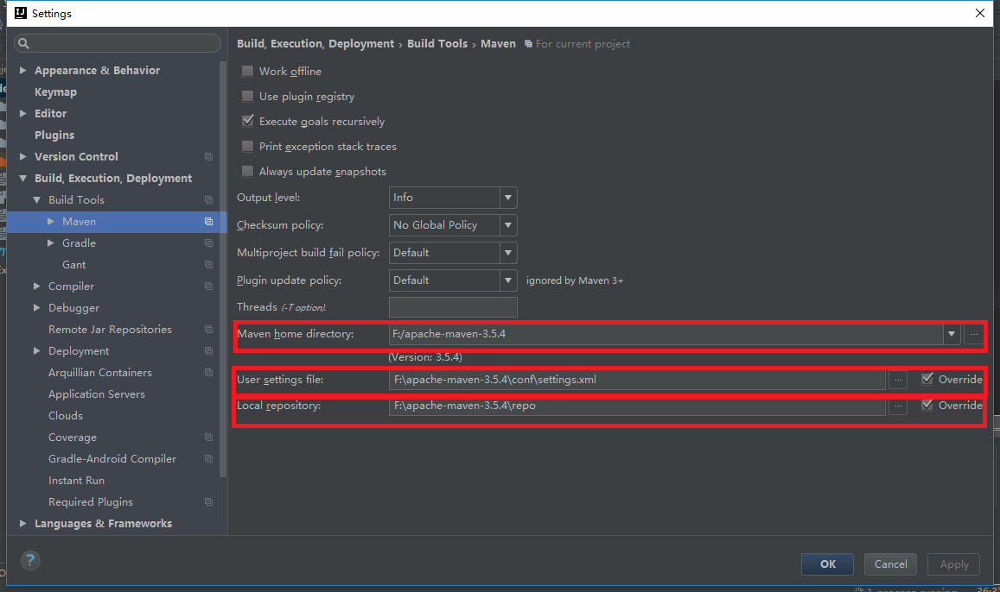 Settings
Build, Execution, Deployment › Build Tools › Maven For current project
Appearance & Behavior
Keymap
Editor
Plugins
Version Control
Build, Execution, Deployment
Build Tools
Maven
Gradle
Gant
Compiler
Debugger
Remote Jar Repositories
Deployment
Arquillian Containers
Application Servers
Clouds
Coverage
Gradle-Android Compiler
Instant Run
Required Plugins
Languages & Frameworks
Work offline
Use plugin registry
Execute goals recursively
Print exception stack traces
Always update snapshots
Output level: Info
Checksum policy: No Global Policy
Multiproject build fail policy: Default
Plugin update policy: Default ignored by Maven 3+
Threads (-T option).
Maven home directory: F:/apache-maven-3.5.4 ...
(Version: 3.5.4)
User settings file: F:\apache-maven-3.5.4\conf\settings.xml ... Override
Local repository: F:\apache-maven-3.5.4\repo ... Override
? OK Cancel Apply